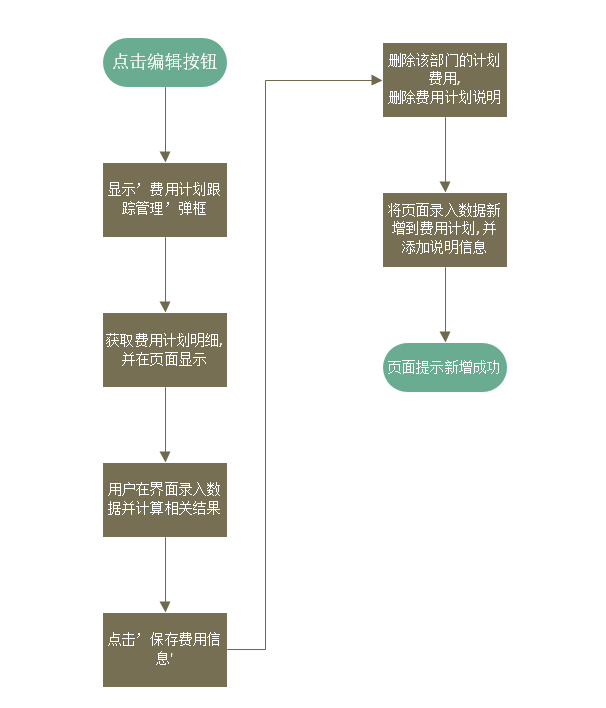 点击编辑按钮
显示’费用计划跟
踪管理’弹框
获取费用计划明细,
并在页面显示
用户在界面录入数
据并计算相关结果
点击’保存费用信
息'
删除该部门的计划
费用,
删除费用计划说明
将页面录入数据新
增到费用计划,并
添加说明信息
页面提示新增成功